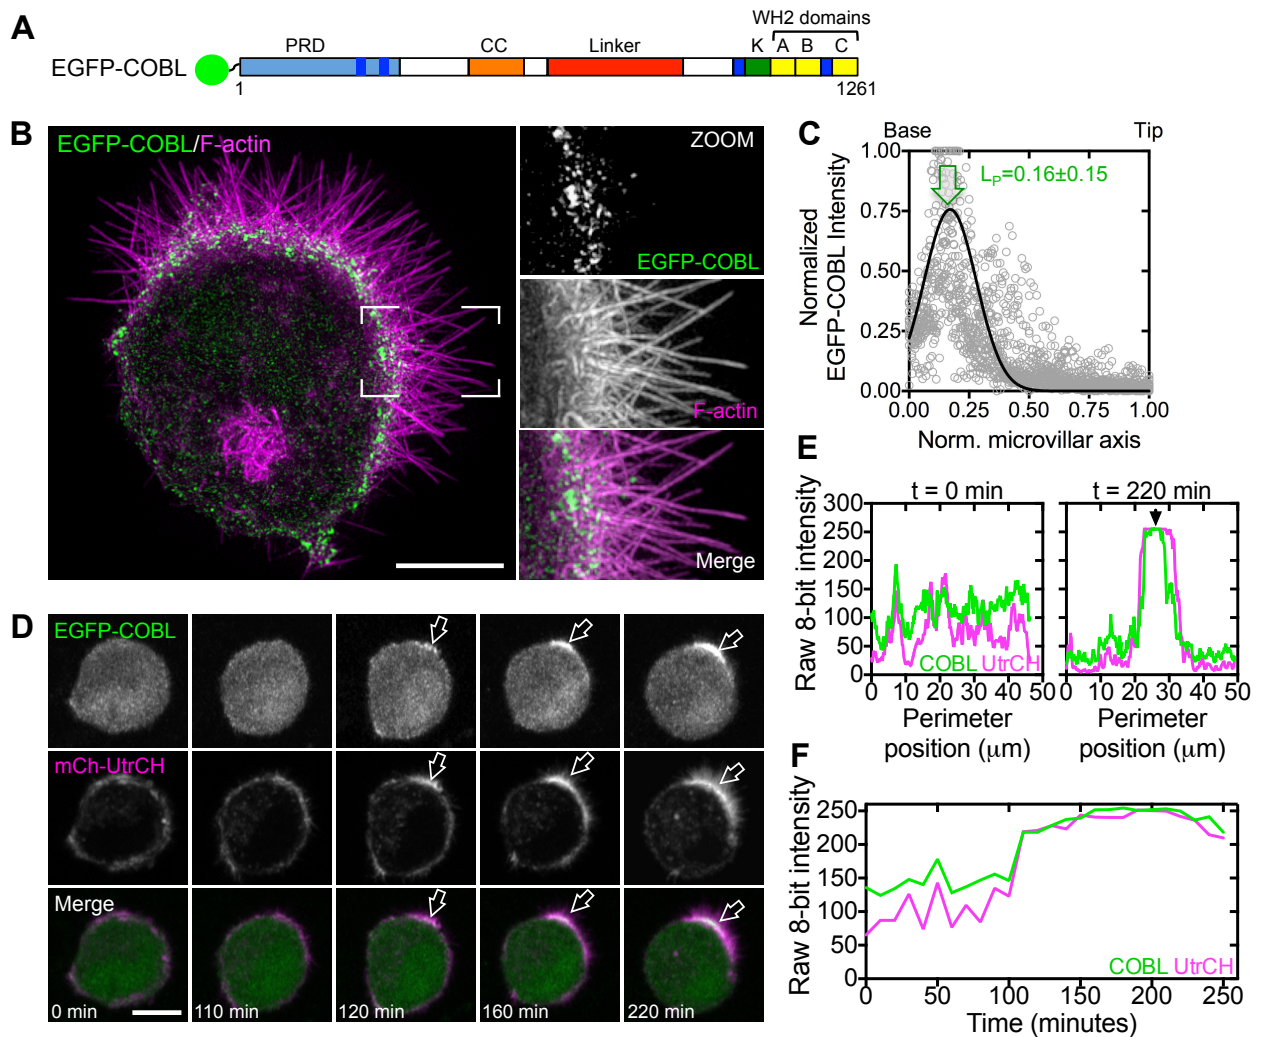 A
WH2 domains
PRD CC Linker K A B C
EGFP-COBL
1 1261
B
EGFP-COBL/F-actin
ZOOM
EGFP-COBL
F-actin
Merge
C
Base Tip
1.00
0.75
0.50
0.25
0.00
Normalized
EGFP-COBL Intensity
LP=0.16±0.15
0.00 0.25 0.50 0.75 1.00
Norm. microvillar axis
D
EGFP-COBL
mCh-UtrCH
Merge
0 min 110 min 120 min 160 min 220 min
E
t = 0 min t = 220 min
Raw 8-bit intensity
300
250
200
150
100
50
0
COBL UtrCH
0 10 20 30 40 50 0 10 20 30 40 50
Perimeter Perimeter
position (μm) position (μm)
F
Raw 8-bit intensity
250
200
150
100
50
0
COBL UtrCH
0 50 100 150 200 250
Time (minutes)